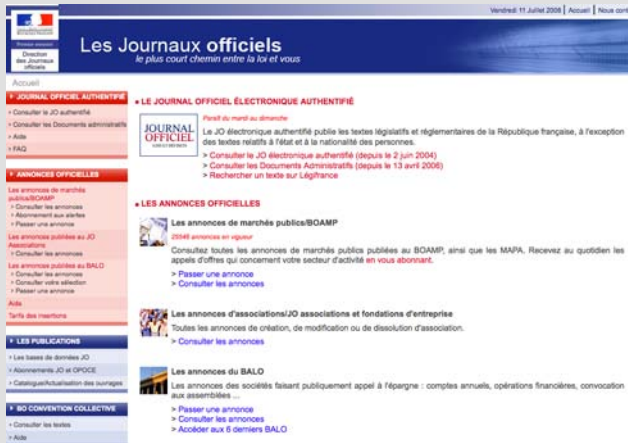 Vendredi 11 Juillet 2008 | Accueil | Nous cont
Premier ministre
Direction
des Journaux
officiels
Les Journaux officiels
le plus court chemin entre la loi et vous
Accueil
JOURNAL OFFICIEL AUTHENTIFIÉ
> Consulter le JO authentifié
> Consulter les Documents administratifs
> Aide
> FAQ
ANNONCES OFFICIELLES
Les annonces de marchés
publics/BOAMP
> Consulter les annonces
> Abonnement aux alertes
> Passer une annonce
Les annonces publiées au JO
Associations
> Consulter les annonces
Les annonces publiées au BALO
> Consulter les annonces
> Consulter votre sélection
> Passer une annonce
Aide
Tarifs des insertions
LES PUBLICATIONS
> Les bases de données JO
> Abonnements JO et OPOCE
> Catalogue/Actualisation des ouvrages
BO CONVENTION COLLECTIVE
> Consulter les textes
> Aide
LE JOURNAL OFFICIEL ÉLECTRONIQUE AUTHENTIFIÉ
JOURNAL
OFFICIEL
Paraît du mardi au dimanche
Le JO électronique authentifié publie les textes législatifs et réglementaires de la République française, à l'exception
des textes relatifs à l'état et à la nationalité des personnes.
> Consulter le JO électronique authentifié (depuis le 2 juin 2004)
> Consulter les Documents Administratifs (depuis le 13 avril 2006)
> Rechercher un texte sur Légifrance
LES ANNONCES OFFICIELLES
Les annonces de marchés publics/BOAMP
annonces en vigueur
Consultez toutes les annonces de marchés publics publiées au BOAMP, ainsi que les MAPA. Recevez au quotidien les
appels d'offres qui concernent votre secteur d'activité en vous abonnant.
> Passer une annonce
> Consulter les annonces
Les annonces d'associations/JO associations et fondations d'entreprise
Toutes les annonces de création, de modification ou de dissolution d'association.
> Consulter les annonces
Les annonces du BALO
Les annonces des sociétés faisant publiquement appel à l'épargne : comptes annuels, opérations financières, convocation
aux assemblées ...
> Passer une annonce
> Consulter les annonces
> Accéder aux 6 derniers BALO